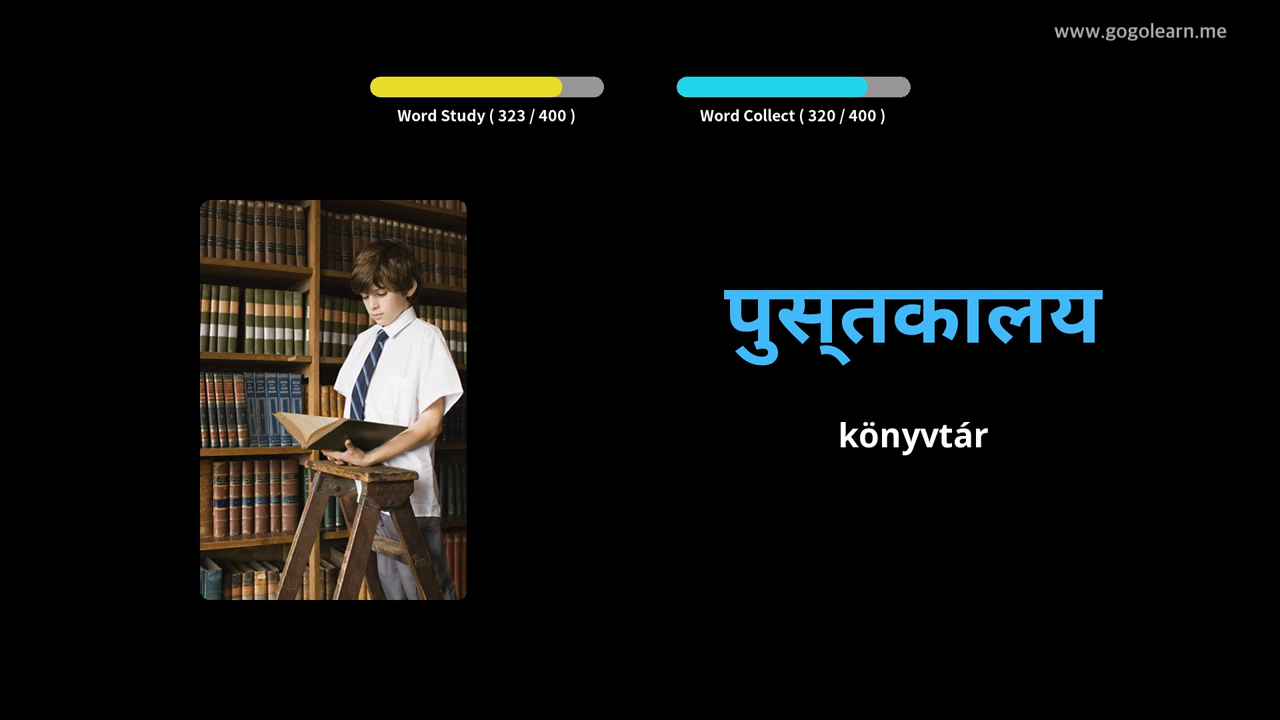 www.gogolearn.me
Word Study ( 323 / 400 )
Word Collect ( 320 / 400 )
पुस्‌तकालय
könyvtár